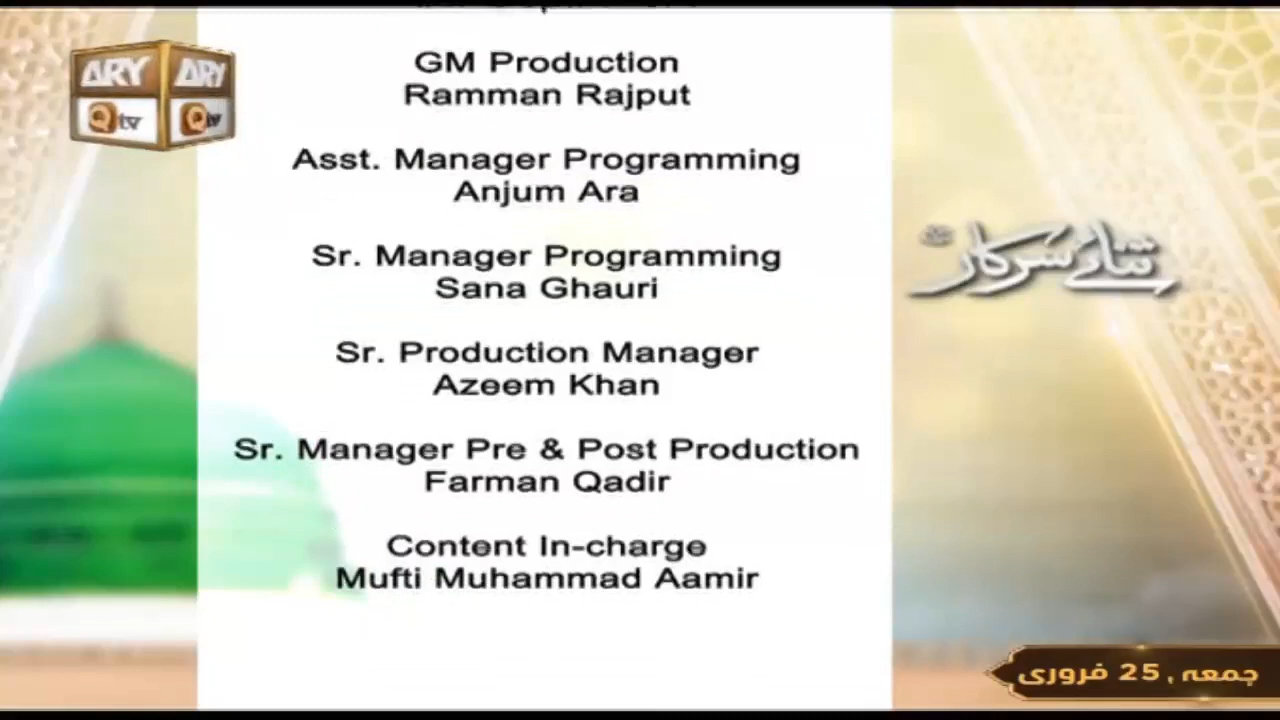 ARY ARY
Qtv Qtv
GM Production
Ramman Rajput
Asst. Manager Programming
Anjum Ara
Sr. Manager Programming
Sana Ghauri
Sr. Production Manager
Azeem Khan
Sr. Manager Pre & Post Production
Farman Qadir
Content In-charge
Mufti Muhammad Aamir
ثنائے سرکار
جمعہ , 25 فروری